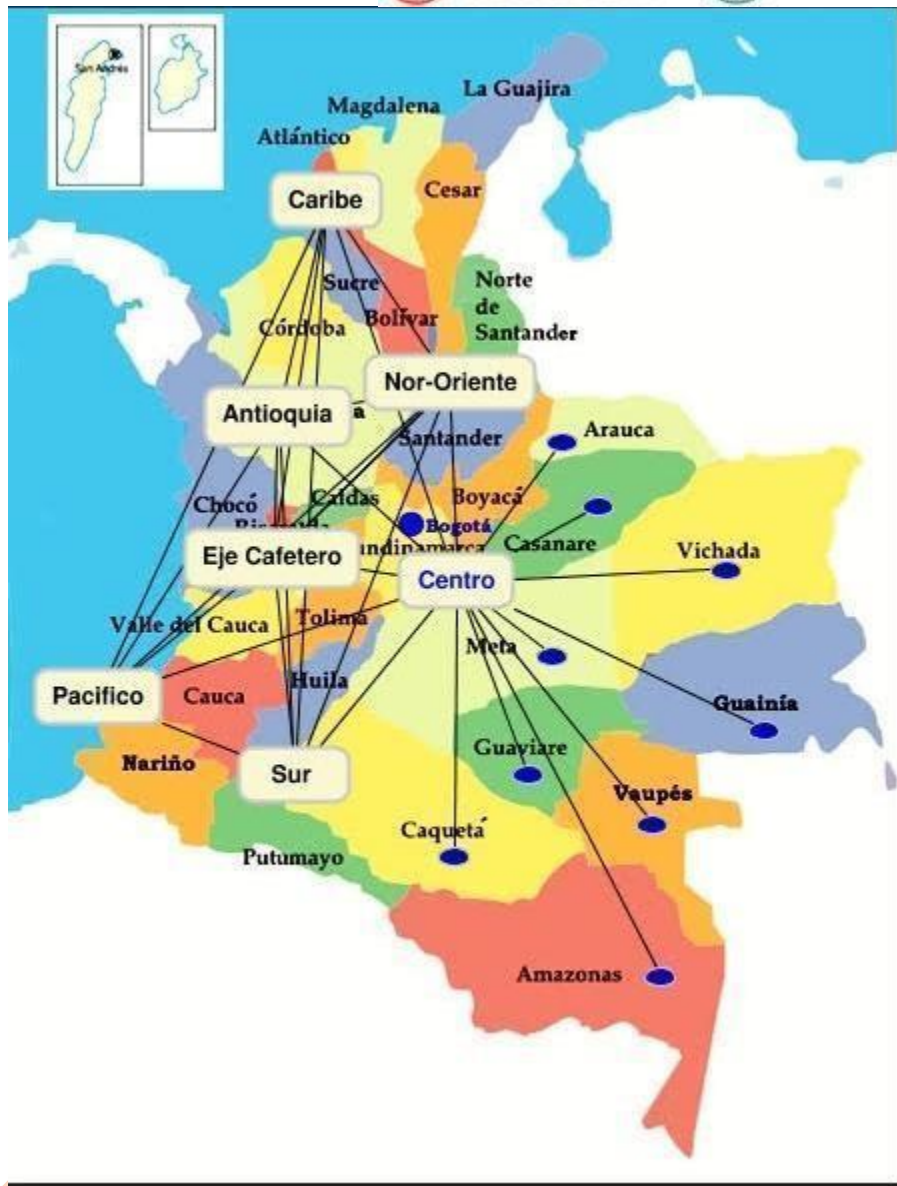 San Andrés
La Guajira
Magdalena
Atlántico
Caribe
Cesar
Sucre
Norte
de
Santander
Bolívar
Córdoba
Nor-Oriente
Antioquia
Santander
Arauca
Chocó
Caldas
Boyacá
Bogotá
Casanare
Vichada
Eje Cafetero
Centro
Valle del Cauca
Tolima
Meta
Huila
Pacifico
Cauca
Guainía
Nariño
Sur
Guaviare
Vaupés
Caquetá
Putumayo
Amazonas